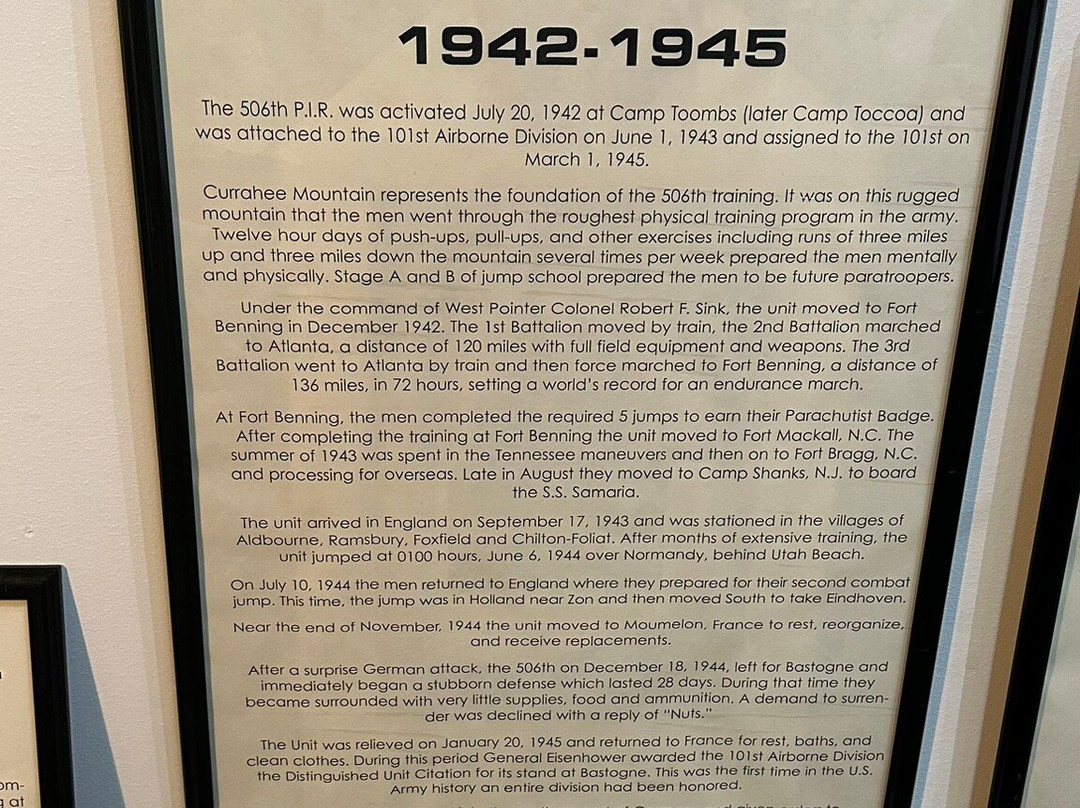 1942-1945
The 506th P.I.R. was activated July 20, 1942 at Camp Toombs (later Camp Toccoa) and
was attached to the 101st Airborne Division on June 1, 1943 and assigned to the 101st on
March 1, 1945.
Currahee Mountain represents the foundation of the 506th training. It was on this rugged
mountain that the men went through the roughest physical training program in the army.
Twelve hour days of push-ups, pull-ups, and other exercises including runs of three miles
up and three miles down the mountain several times per week prepared the men mentally
and physically. Stage A and B of jump school prepared the men to be future paratroopers.
Under the command of West Pointer Colonel Robert F. Sink, the unit moved to Fort
Benning in December 1942. The 1st Battalion moved by train, the 2nd Battalion marched
to Atlanta, a distance of 120 miles with full field equipment and weapons. The 3rd
Battalion went to Atlanta by train and then force marched to Fort Benning, a distance of
136 miles, in 72 hours, setting a world's record for an endurance march.
At Fort Benning, the men completed the required 5 jumps to earn their Parachutist Badge.
After completing the training at Fort Benning the unit moved to Fort Mackall, N.C. The
summer of 1943 was spent in the Tennessee maneuvers and then on to Fort Bragg, N.C.
and processing for overseas. Late in August they moved to Camp Shanks, N.J. to board
the S.S. Samaria.
The unit arrived in England on September 17, 1943 and was stationed in the villages of
Aldbourne, Ramsbury, Foxfield and Chilton-Foliat. After months of extensive training, the
unit jumped at 0100 hours, June 6, 1944 over Normandy, behind Utah Beach.
On July 10, 1944 the men returned to England where they prepared for their second combat
jump. This time, the jump was in Holland near Zon and then moved South to take Eindhoven.
Near the end of November, 1944 the unit moved to Moumelon, France to rest, reorganize,
and receive replacements.
After a surprise German attack, the 506th on December 18, 1944, left for Bastogne and
immediately began a stubborn defense which lasted 28 days. During that time they
became surrounded with very little supplies, food and ammunition. A demand to surren-
der was declined with a reply of "Nuts."
The Unit was relieved on January 20, 1945 and returned to France for rest, baths, and
clean clothes. During this period General Eisenhower awarded the 101st Airborne Division
the Distinguished Unit Citation for its stand at Bastogne. This was the first time in the U.S.
Army history an entire division had been honored.
om-
at